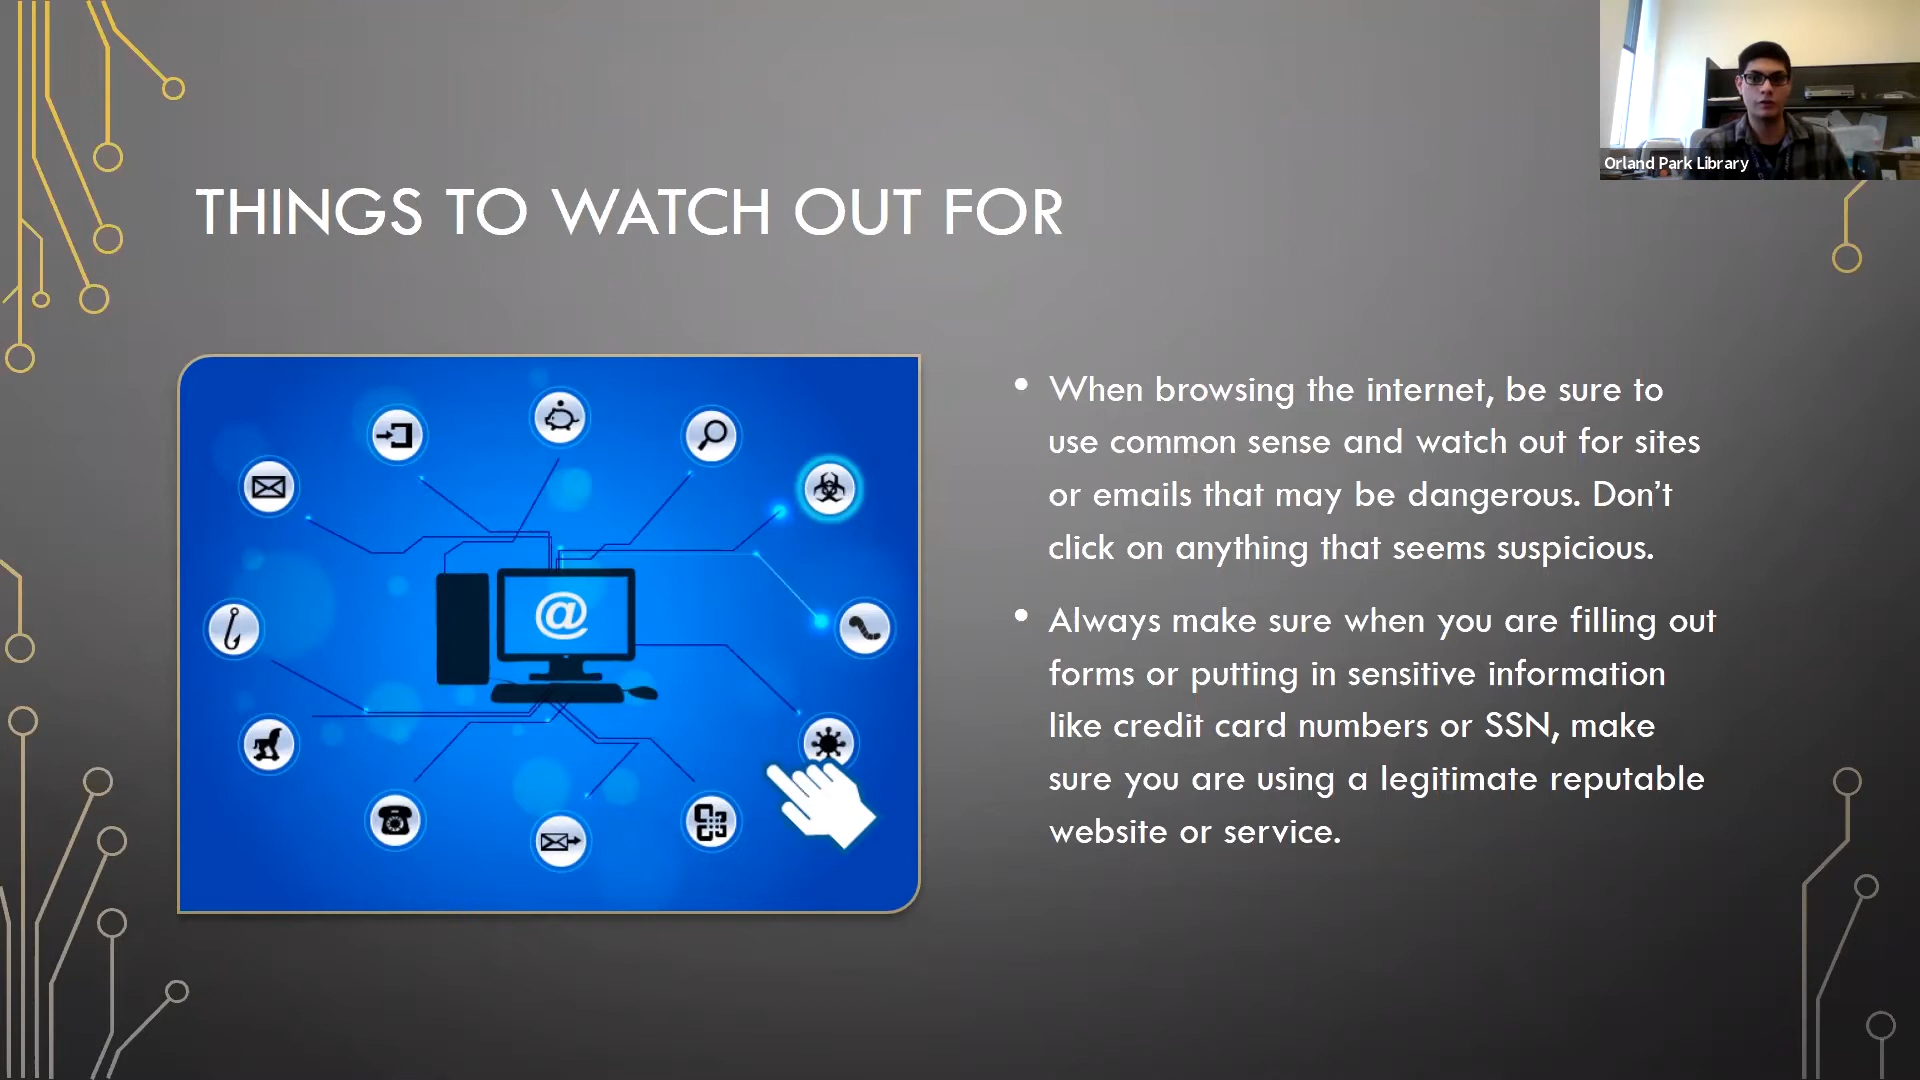 Orland Park Library
THINGS TO WATCH OUT FOR
@
• When browsing the internet, be sure to
use common sense and watch out for sites
or emails that may be dangerous. Don’t
click on anything that seems suspicious.
• Always make sure when you are filling out
forms or putting in sensitive information
like credit card numbers or SSN, make
sure you are using a legitimate reputable
website or service.